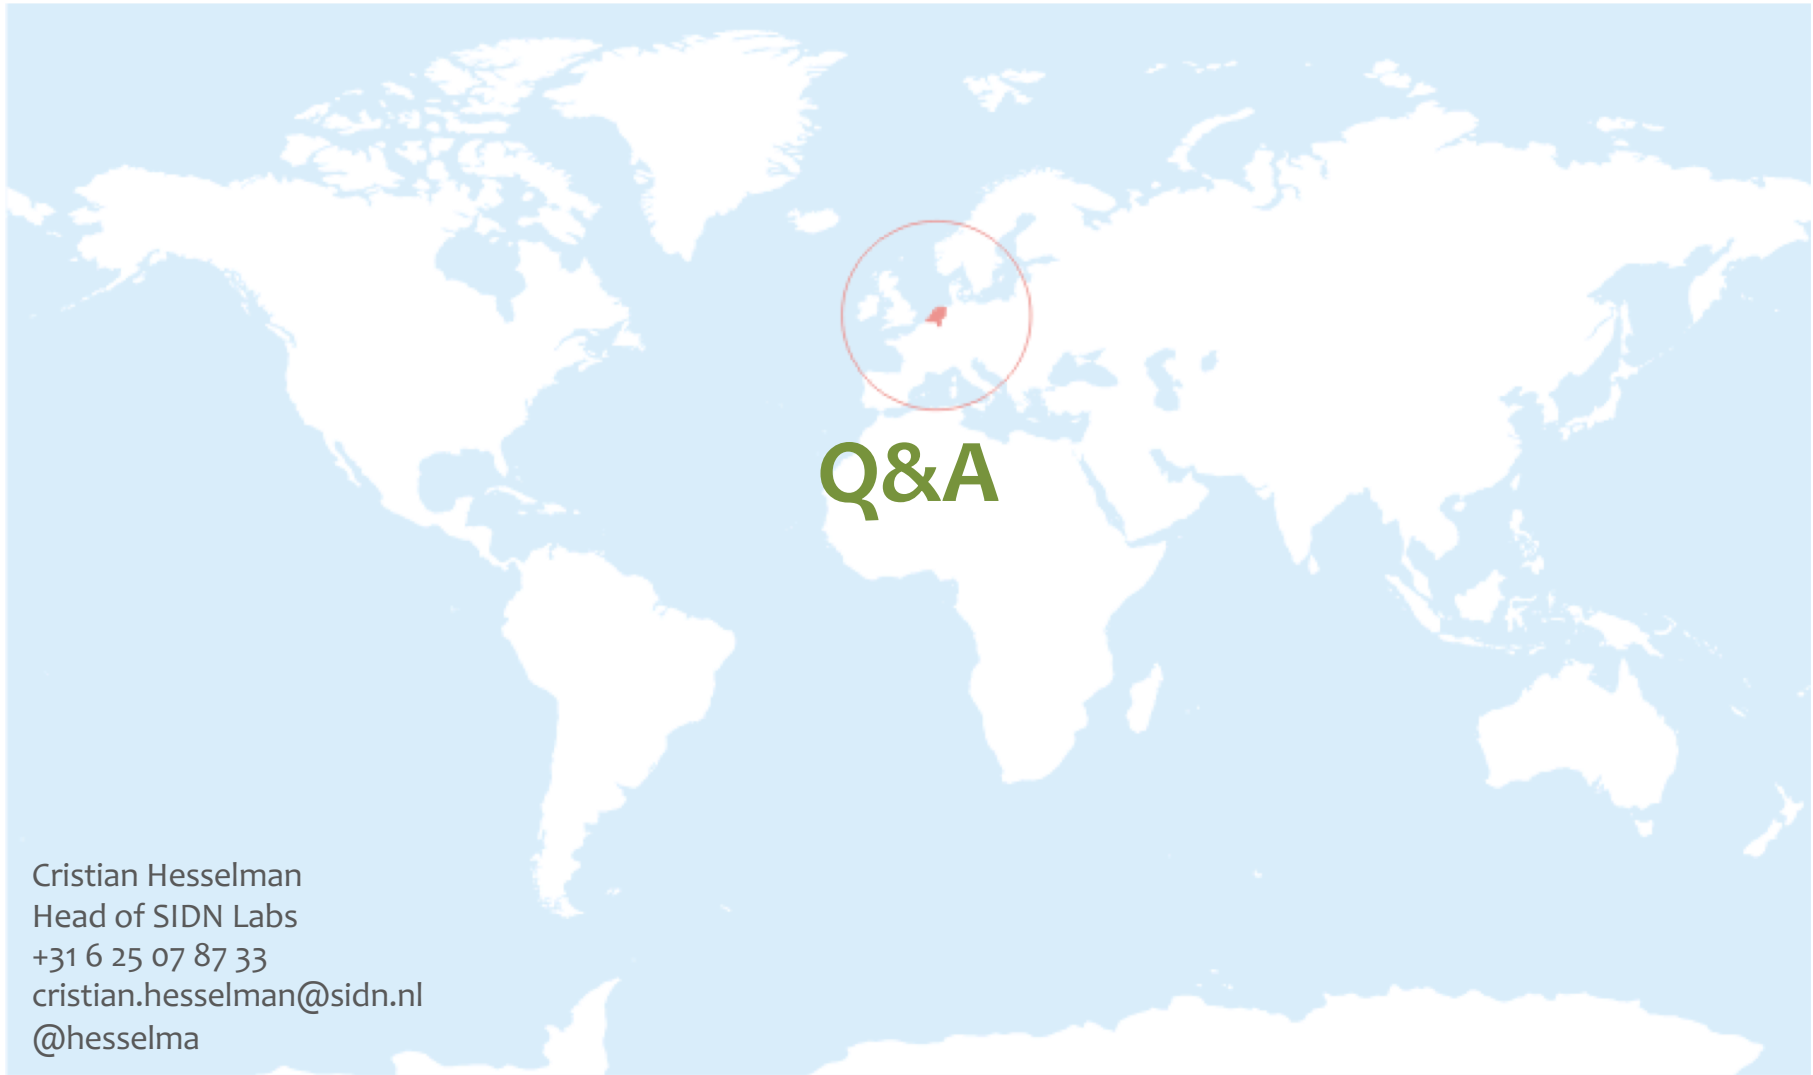 Q&A
Cristian Hesselman
Head of SIDN Labs
+31 6 25 07 87 33
cristian.hesselman@sidn.nl
@hesselma